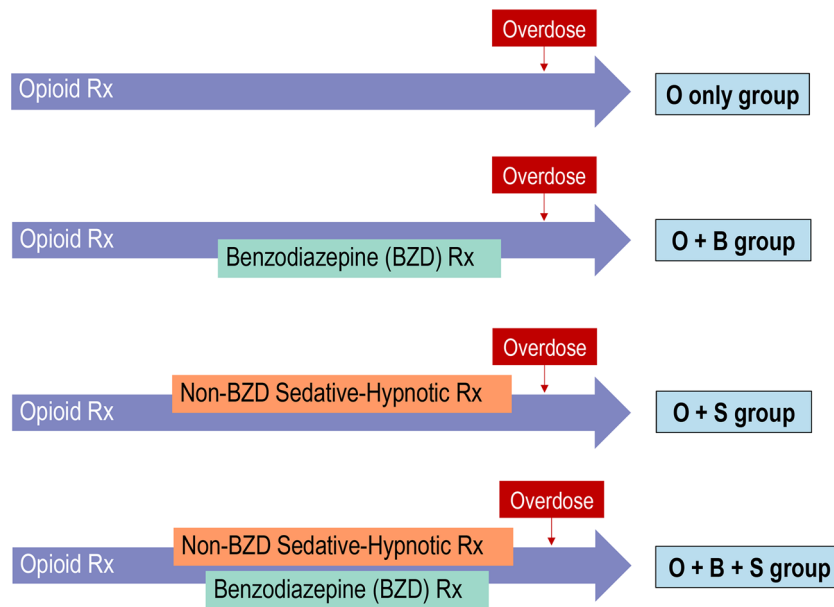 Overdose
Opioid Rx
O only group
Overdose
Opioid Rx
Benzodiazepine (BZD) Rx
O + B group
Overdose
Non-BZD Sedative-Hypnotic Rx
Opioid Rx
O + S group
Overdose
Non-BZD Sedative-Hypnotic Rx
Opioid Rx
Benzodiazepine (BZD) Rx
O + B + S group